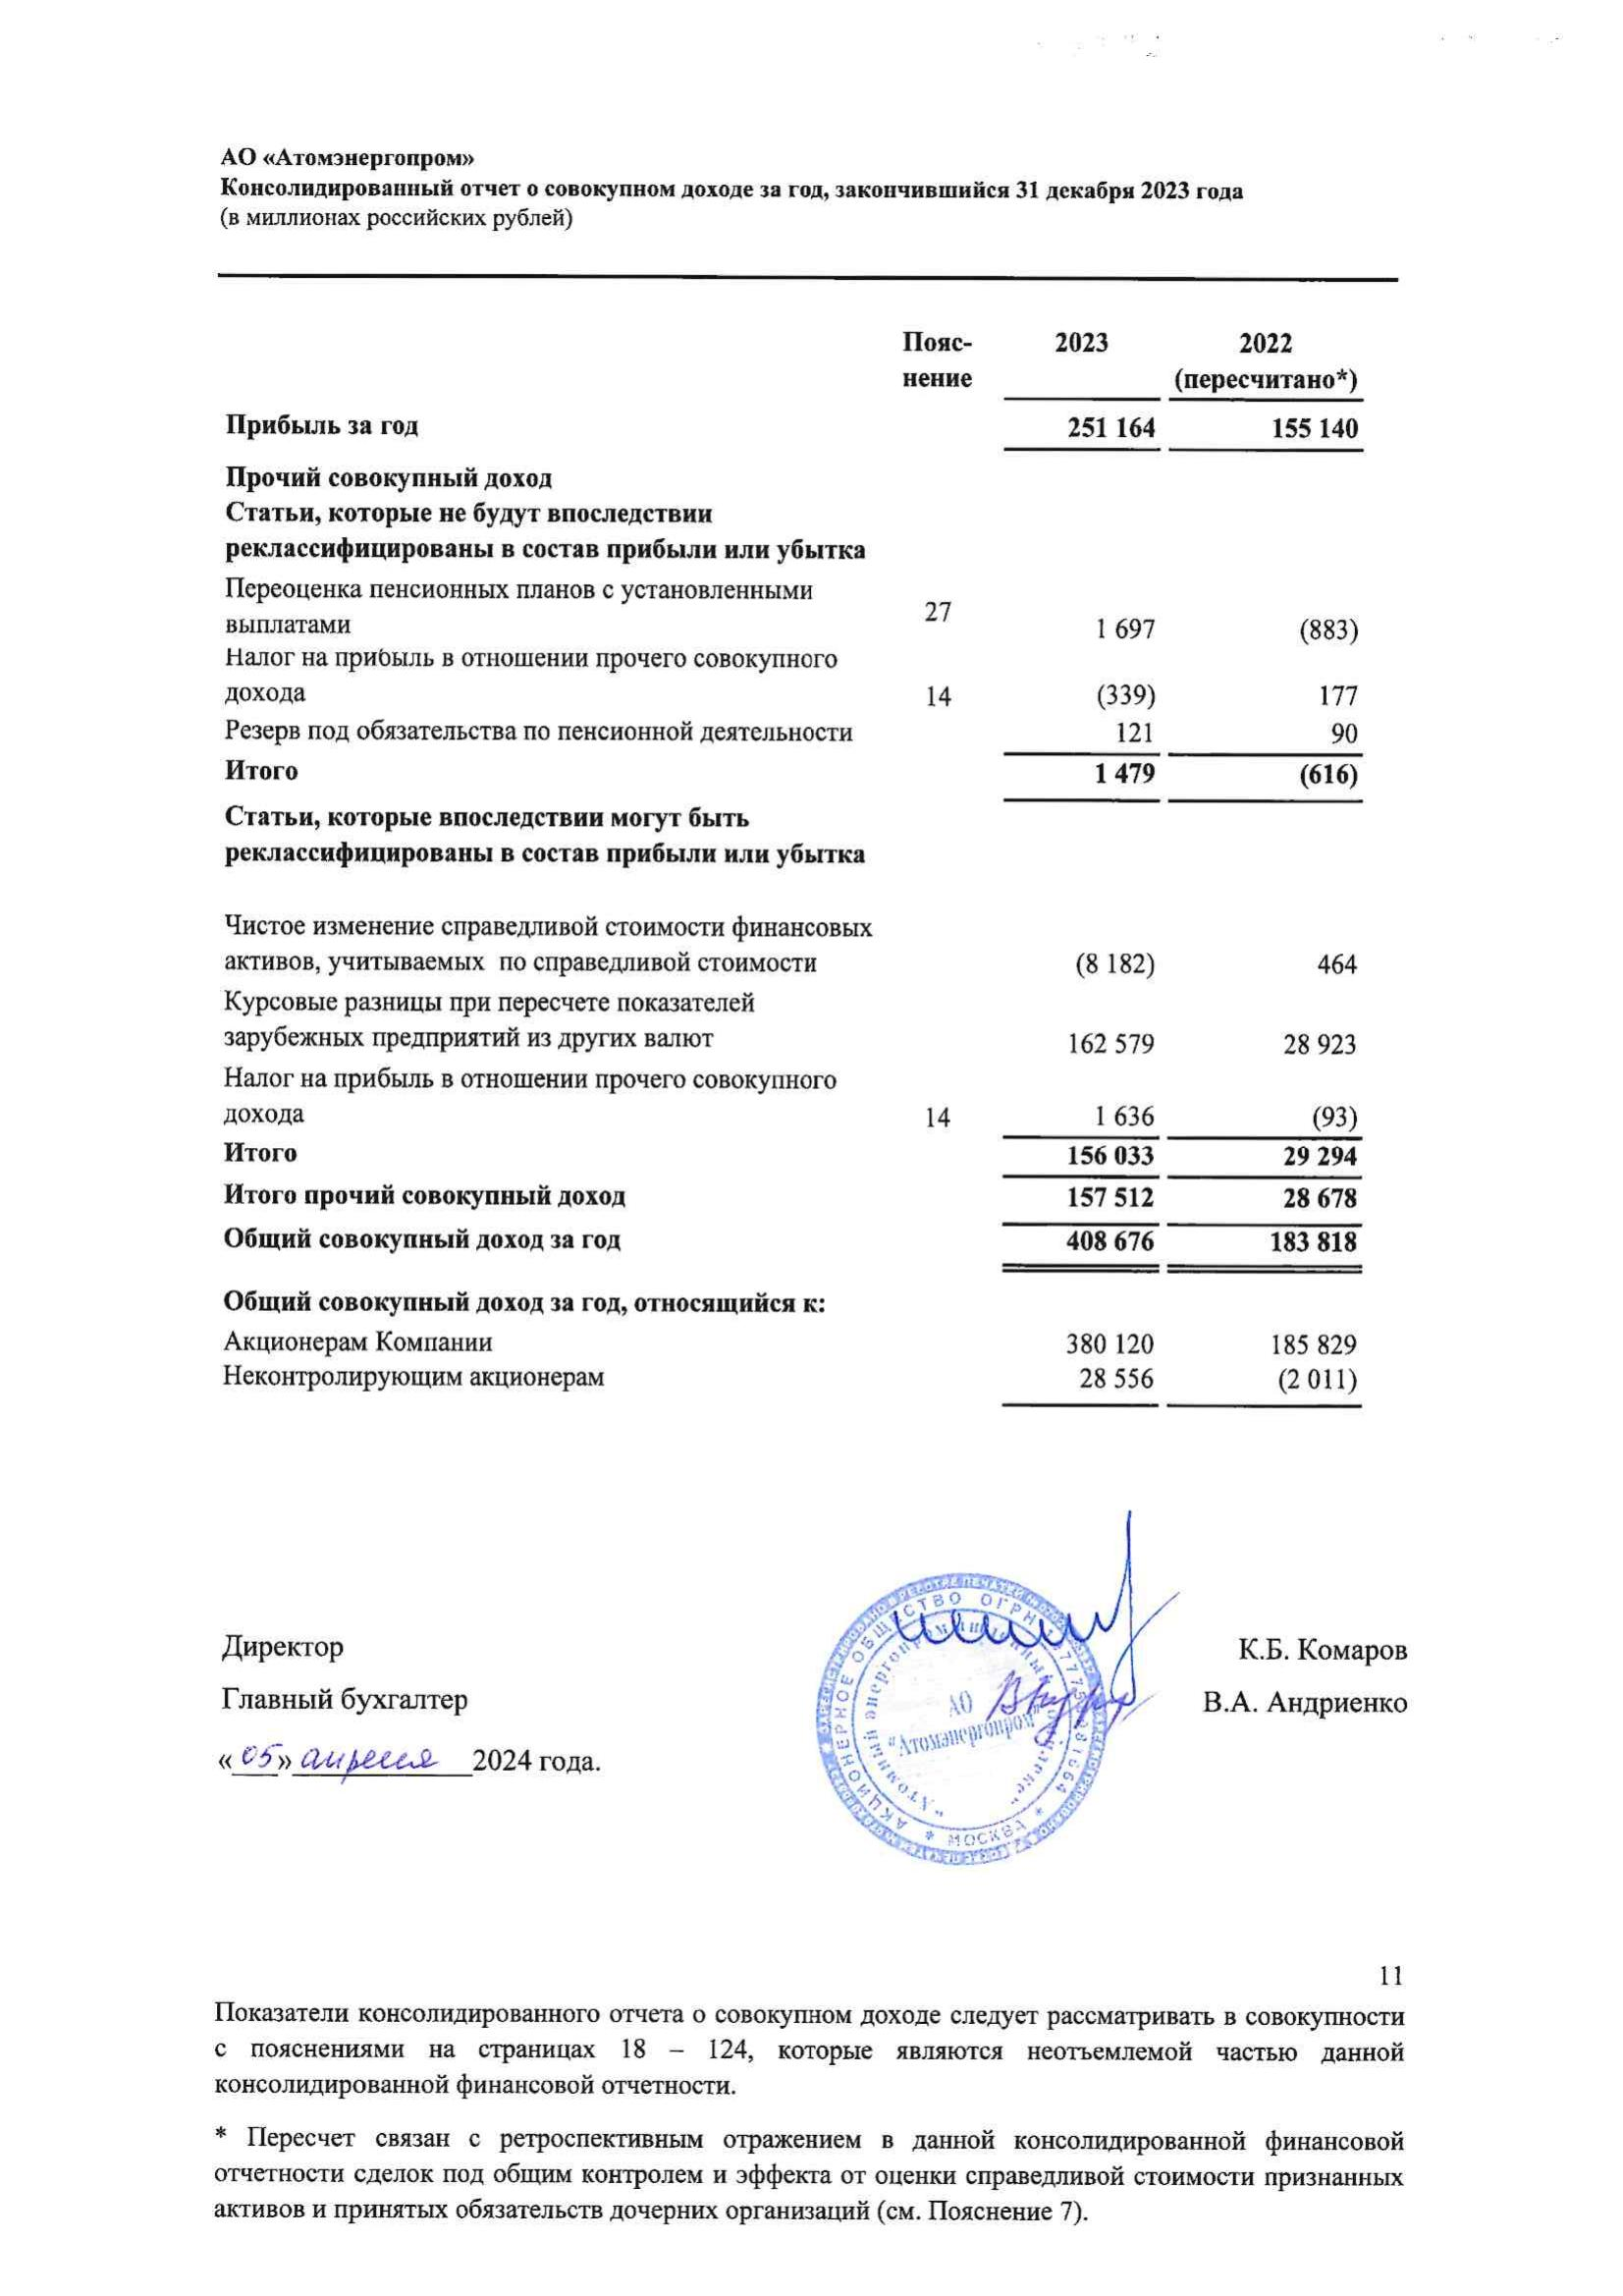 АО «Атомэнергопром»
Консолидированный отчет о совокупном доходе за год, закончившийся 31 декабря 2023 года
(в миллионах российских рублей)
Пояс- 2023 2022
нение (пересчитано*)
Прибыль за год 251 164 155 140
Прочий совокупный доход
Статьи, которые не будут впоследствии
реклассифицированы в состав прибыли или убытка
Переоценка пенсионных планов с установленными
выплатами 27 1 697 (883)
Налог на прибыль в отношении прочего совокупного
дохода 14 (339) 177
Резерв под обязательства по пенсионной деятельности 121 90
Итого 1 479 (616)
Статьи, которые впоследствии могут быть
реклассифицированы в состав прибыли или убытка
Чистое изменение справедливой стоимости финансовых
активов, учитываемых по справедливой стоимости (8 182) 464
Курсовые разницы при пересчете показателей
зарубежных предприятий из других валют 162 579 28 923
Налог на прибыль в отношении прочего совокупного
дохода 14 1 636 (93)
Итого 156 033 29 294
Итого прочий совокупный доход 157 512 28 678
Общий совокупный доход за год 408 676 183 818
Общий совокупный доход за год, относящийся к:
Акционерам Компании 380 120 185 829
Неконтролирующим акционерам 28 556 (2 011)
Директор К.Б. Комаров
Главный бухгалтер В.А. Андриенко
«05» апреля 2024 года.
АКЦИОНЕРНОЕ ОБЩЕСТВО ОГРН
* МОСКВА *
АО
"Атомэнергопром"
11
Показатели консолидированного отчета о совокупном доходе следует рассматривать в совокупности
с пояснениями на страницах 18 – 124, которые являются неотъемлемой частью данной
консолидированной финансовой отчетности.
* Пересчет связан с ретроспективным отражением в данной консолидированной финансовой
отчетности сделок под общим контролем и эффекта от оценки справедливой стоимости признанных
активов и принятых обязательств дочерних организаций (см. Пояснение 7).